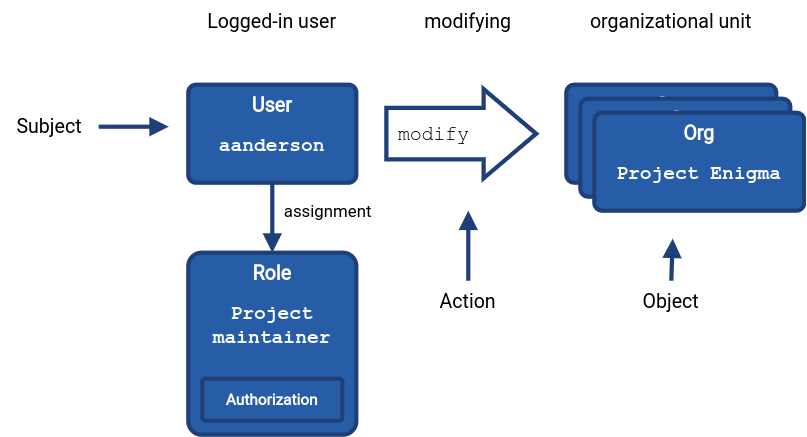 Logged-in user
modifying
organizational unit
Subject
User
aanderson
modify
Org
Project Enigma
assignment
Role
Project
maintainer
Authorization
Action
Object